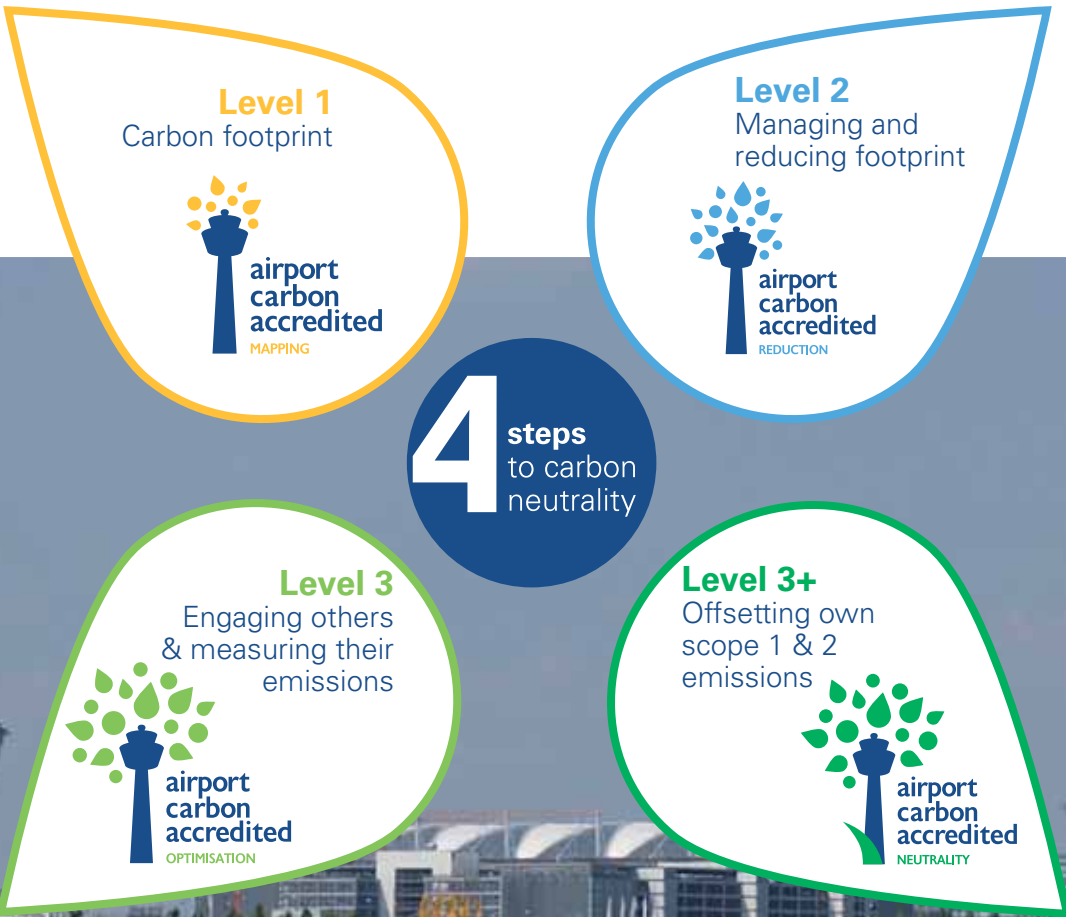 Level 1
Carbon footprint
airport
carbon
accredited
MAPPING
Level 2
Managing and
reducing footprint
airport
carbon
accredited
REDUCTION
4 steps
to carbon
neutrality
Level 3
Engaging others
& measuring their
emissions
airport
carbon
accredited
OPTIMISATION
Level 3+
Offsetting own
scope 1 & 2
emissions
airport
carbon
accredited
NEUTRALITY